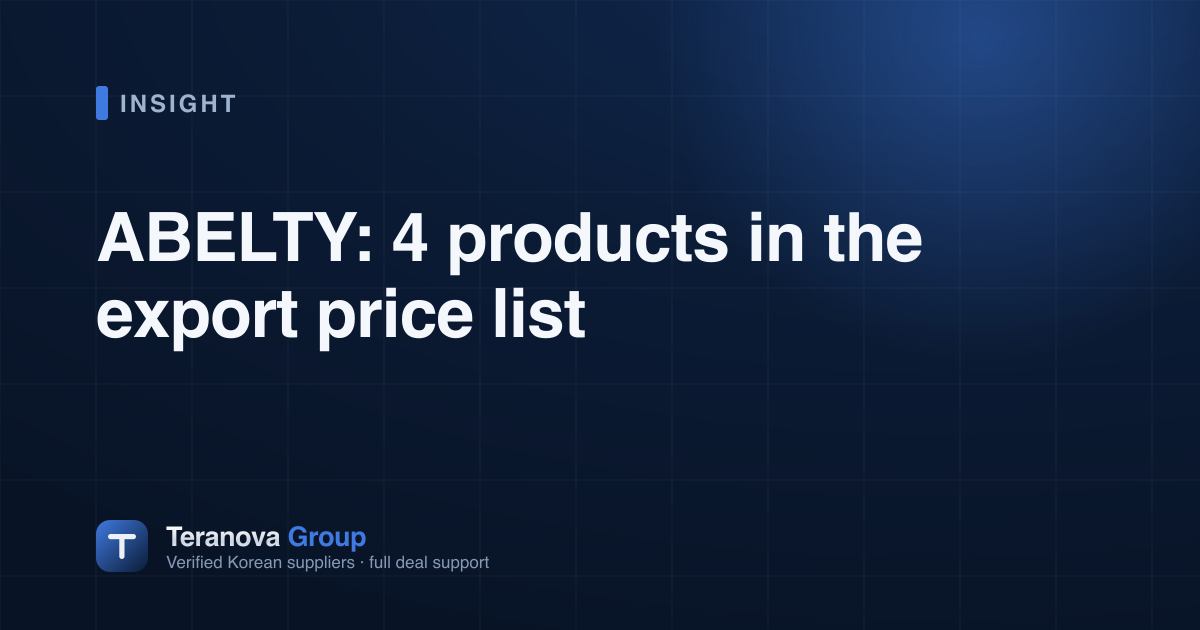 INSIGHT
ABELTY: 4 products in the
export price list
T
Teranova Group
Verified Korean suppliers · full deal support